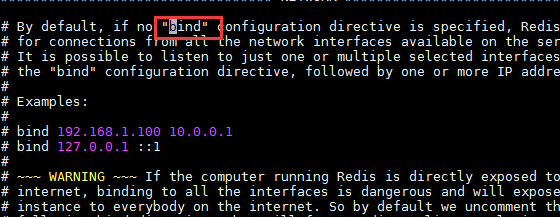 # By default, if no "bind" configuration directive is specified, Redis
# for connections from all the network interfaces available on the ser
# It is possible to listen to just one or multiple selected interfaces
# the "bind" configuration directive, followed by one or more IP addre
#
# Examples:
#
# bind 192.168.1.100 10.0.0.1
# bind 127.0.0.1 ::1
#
# ~~~ WARNING ~~~ If the computer running Redis is directly exposed to
# internet, binding to all the interfaces is dangerous and will expose
# instance to everybody on the internet. So by default we uncomment th